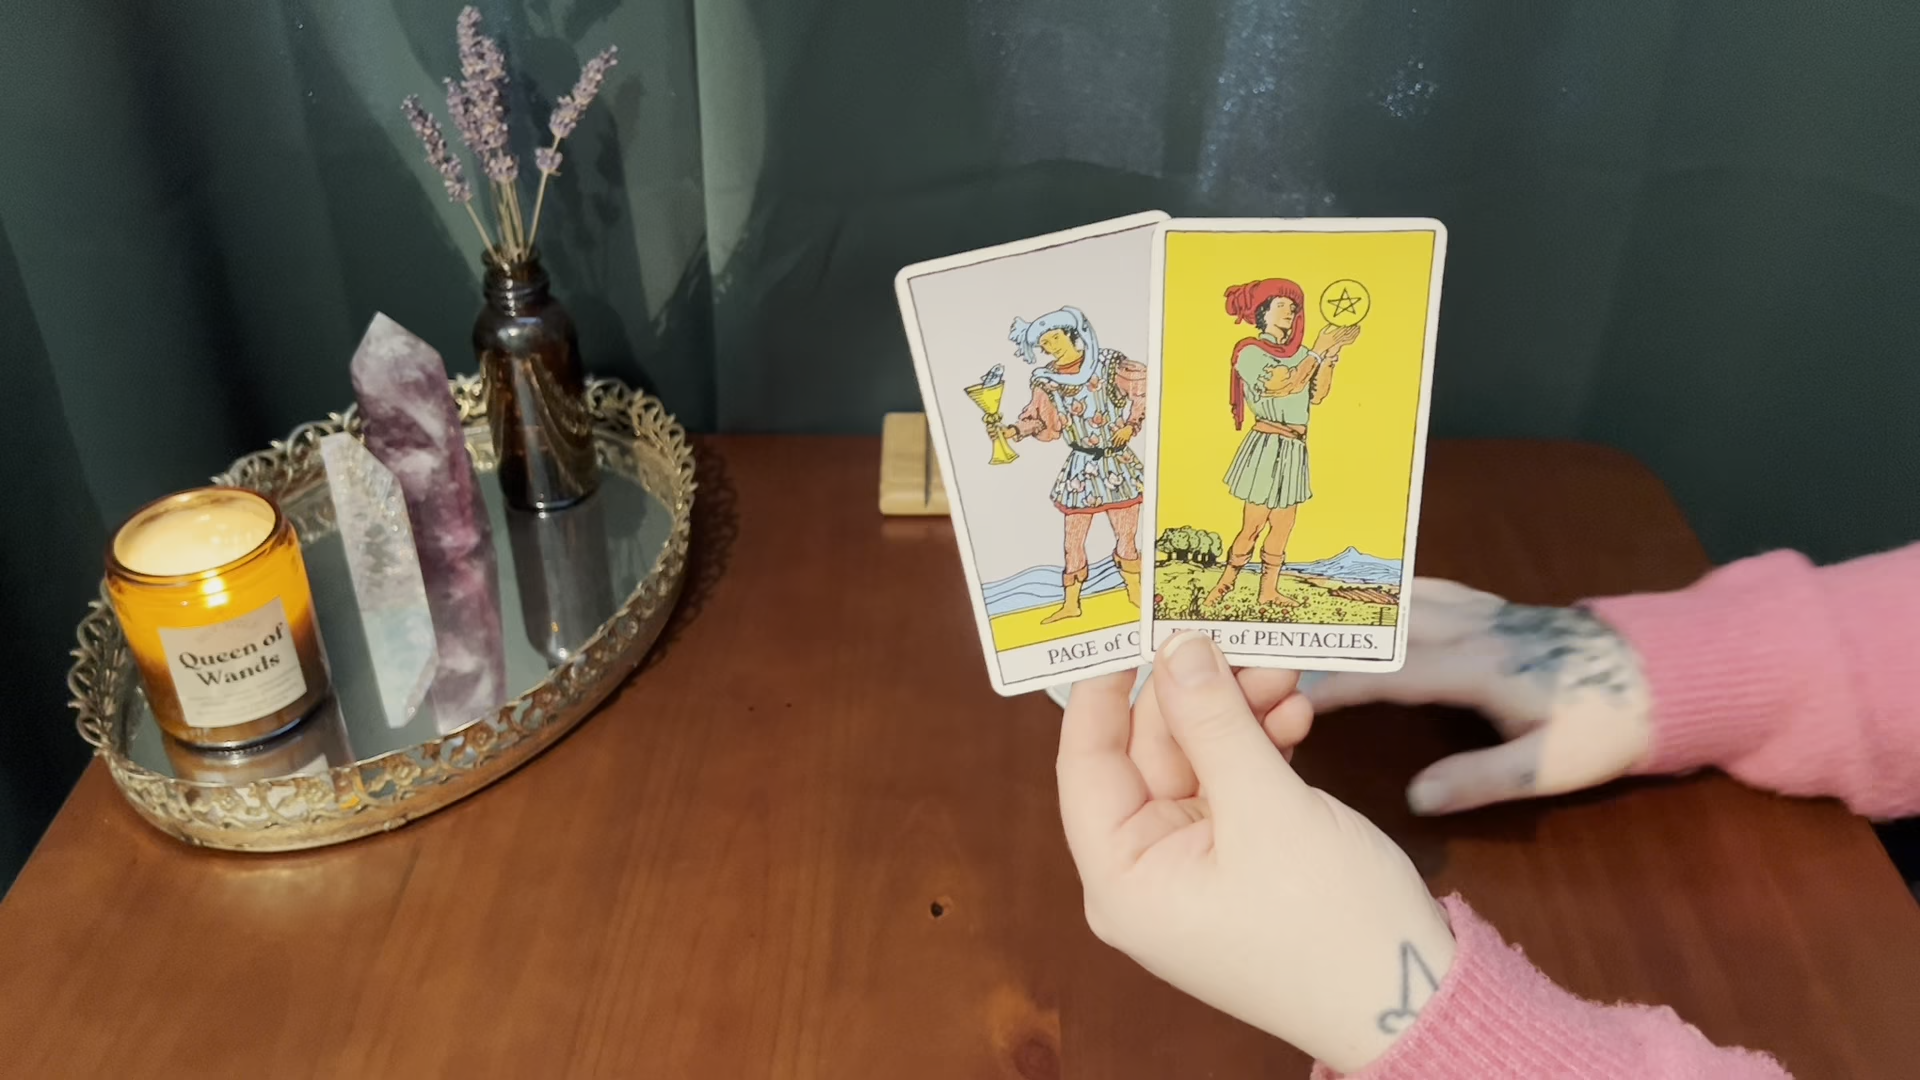 Queen of
Wands
PAGE of C
of PENTACLES.